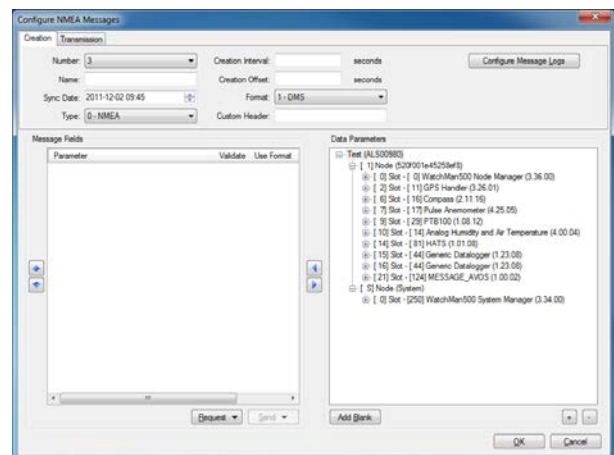 Configure NMEA Messages
Creation Transmission
Number: 3 Creation Interval: seconds Configure Message Logs
Name: Creation Offset: seconds
Sync Date: 2011-12-02 09:45 Format: 1 - DMS
Type: 0 - NMEA Custom Header:
Message Fields
Parameter Validate Use Format
Data Parameters
Test (ALS00980)
[ 1] Node (520f001e45258ef8)
[ 0] Slot - [ 0] WatchMan500 Node Manager (3.36.00)
[ 2] Slot - [ 11] GPS Handler (3.26.01)
[ 6] Slot - [ 16] Compass (2.11.16)
[ 7] Slot - [ 17] Pulse Anemometer (4.25.05)
[ 9] Slot - [ 29] PTB100 (1.08.12)
[ 10] Slot - [ 14] Analog Humidity and Air Temperature (4.00.04)
[ 14] Slot - [ 81] HATS (1.01.08)
[ 15] Slot - [ 44] Generic Datalogger (1.23.08)
[ 16] Slot - [ 44] Generic Datalogger (1.23.08)
[ 21] Slot - [124] MESSAGE_AVOS (1.00.02)
[ S] Node (System)
[ 0] Slot - [250] WatchMan500 System Manager (3.34.00)
Request Send Add Blank + -
OK Cancel